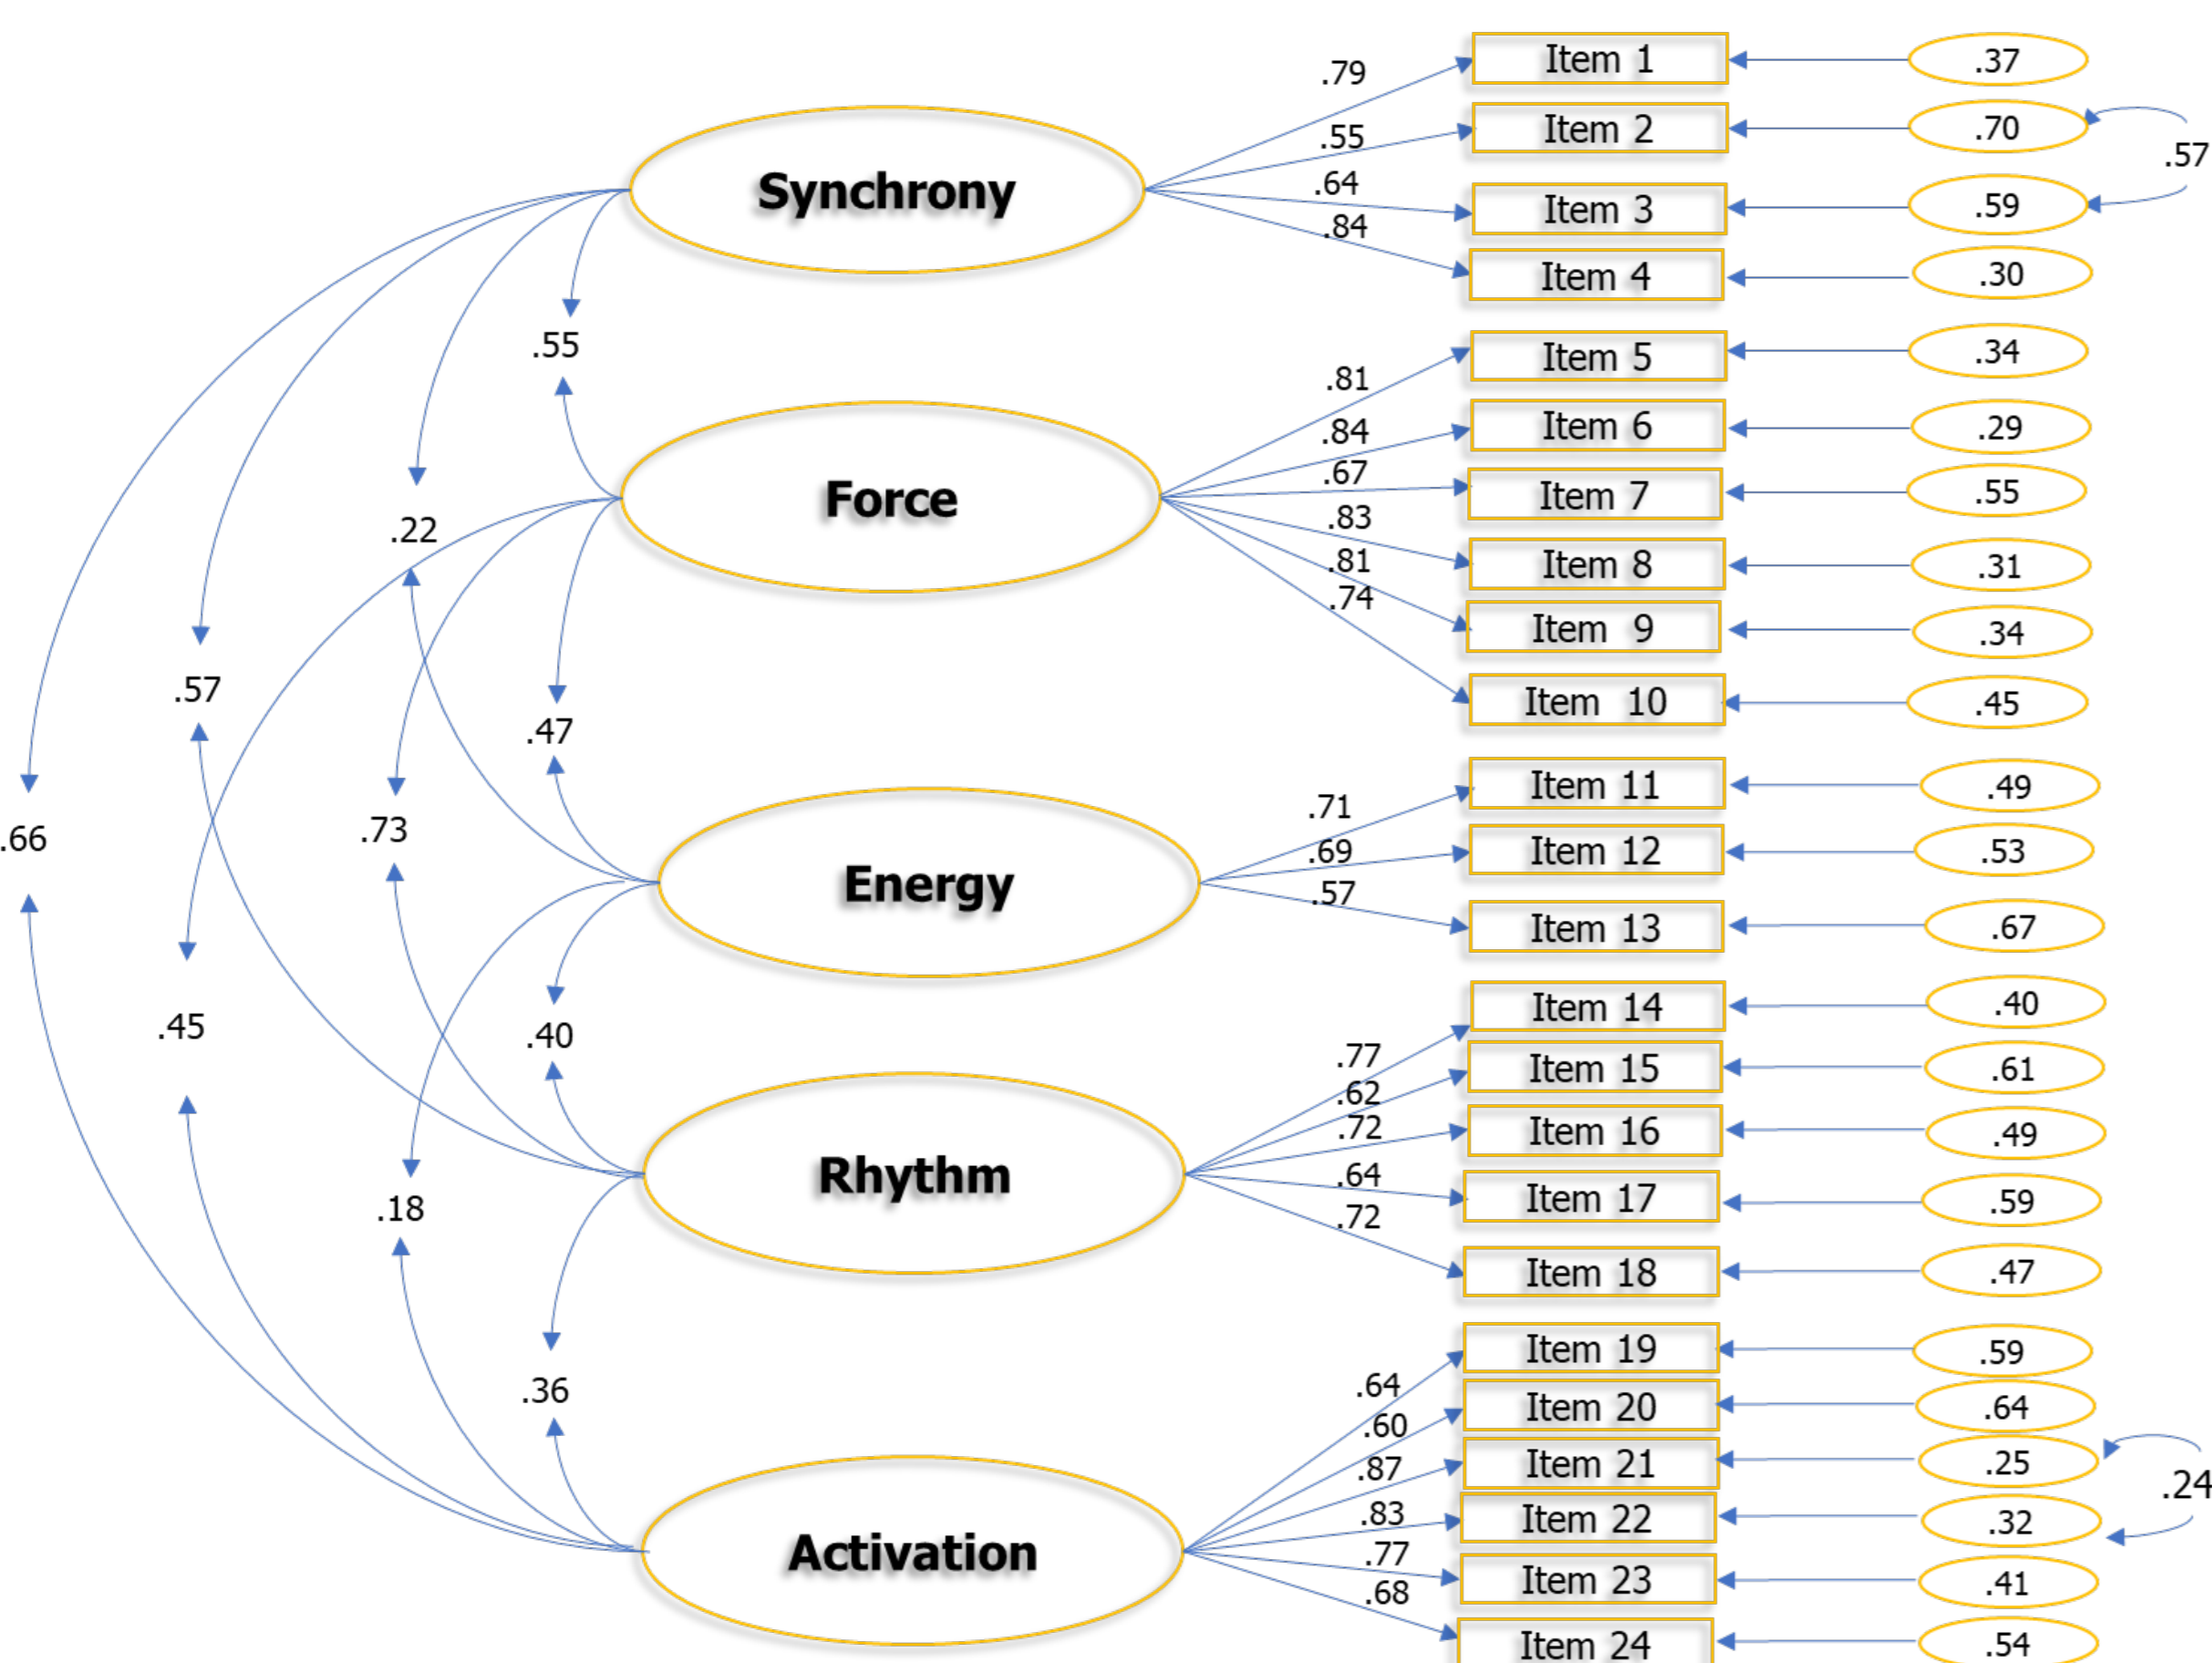 .79
Item 1
.37
.55
Item 2
.70
.57
Synchrony
.64
Item 3
.59
.84
Item 4
.30
.55
.81
Item 5
.34
.84
Item 6
.29
Force
.67
Item 7
.55
.22
.83
Item 8
.31
.81
Item 9
.34
.74
Item 10
.45
.57
.47
.71
Item 11
.49
.66
.73
.69
Item 12
.53
Energy
.57
Item 13
.67
.45
.40
.77
Item 14
.40
.62
Item 15
.61
.72
Item 16
.49
Rhythm
.64
Item 17
.59
.18
.72
Item 18
.47
.36
.64
Item 19
.59
.60
Item 20
.64
.87
Item 21
.25
.24
.83
Item 22
.32
Activation
.77
Item 23
.41
.68
Item 24
.54